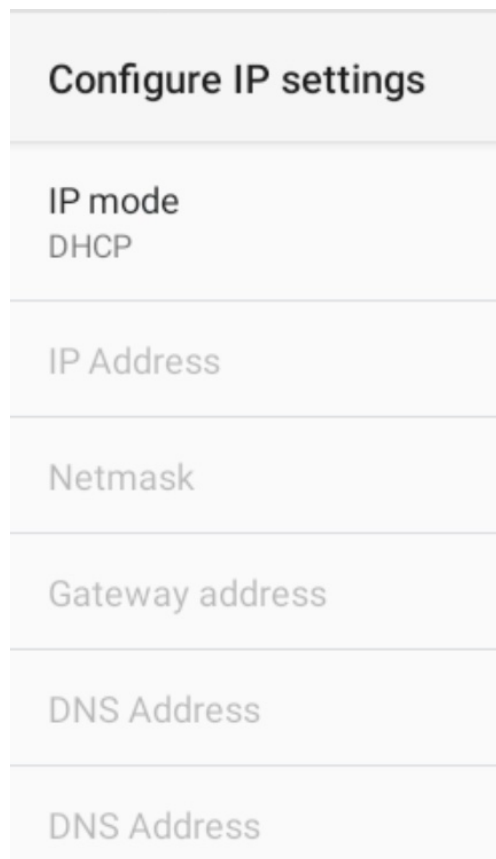 Configure IP settings
IP mode
DHCP
IP Address
Netmask
Gateway address
DNS Address
DNS Address